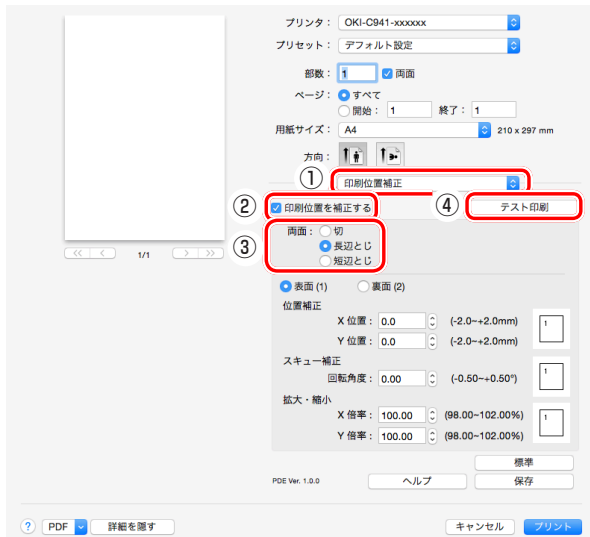 プリンタ： OKI-C941-xxxxxx
プリセット： デフォルト設定
部数： 1 両面
ページ： すべて
開始： 1 終了： 1
用紙サイズ： A4 210 x 297 mm
方向：
① 印刷位置補正
② 印刷位置を補正する ④ テスト印刷
③ 両面： 切
長辺とじ
短辺とじ
<< < 1/1 > >>
表面 (1) 裏面 (2)
位置補正
X 位置： 0.0 (-2.0~+2.0mm) 1
Y 位置： 0.0 (-2.0~+2.0mm)
スキュー補正
回転角度： 0.00 (-0.50~+0.50°) 1
拡大・縮小
X 倍率： 100.00 (98.00~102.00%) 1
Y 倍率： 100.00 (98.00~102.00%)
標準
PDE Ver. 1.0.0 ヘルプ 保存
? PDF 詳細を隠す キャンセル プリント